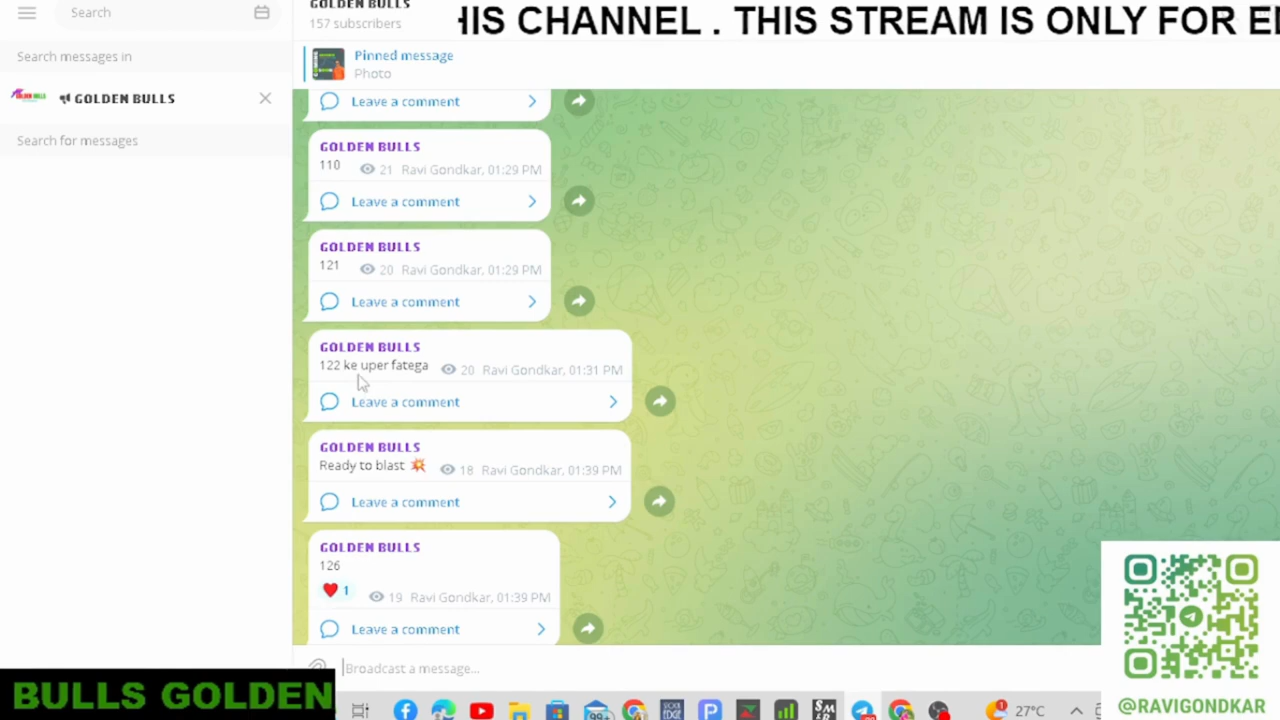 Search
GOLDEN BULLS
157 subscribers
HIS CHANNEL . THIS STREAM IS ONLY FOR
Search messages in
Pinned message
Photo
GOLDEN BULLS
Search for messages
Leave a comment
GOLDEN BULLS
110 21 Ravi Gondkar, 01:29 PM
Leave a comment
GOLDEN BULLS
121 20 Ravi Gondkar, 01:29 PM
Leave a comment
GOLDEN BULLS
122 ke uper fatega 20 Ravi Gondkar, 01:31 PM
Leave a comment
GOLDEN BULLS
Ready to blast 💥 18 Ravi Gondkar, 01:39 PM
Leave a comment
GOLDEN BULLS
126
❤️ 1 19 Ravi Gondkar, 01:39 PM
Leave a comment
Broadcast a message...
BULLS GOLDEN
27°C
@RAVIGONDKAR